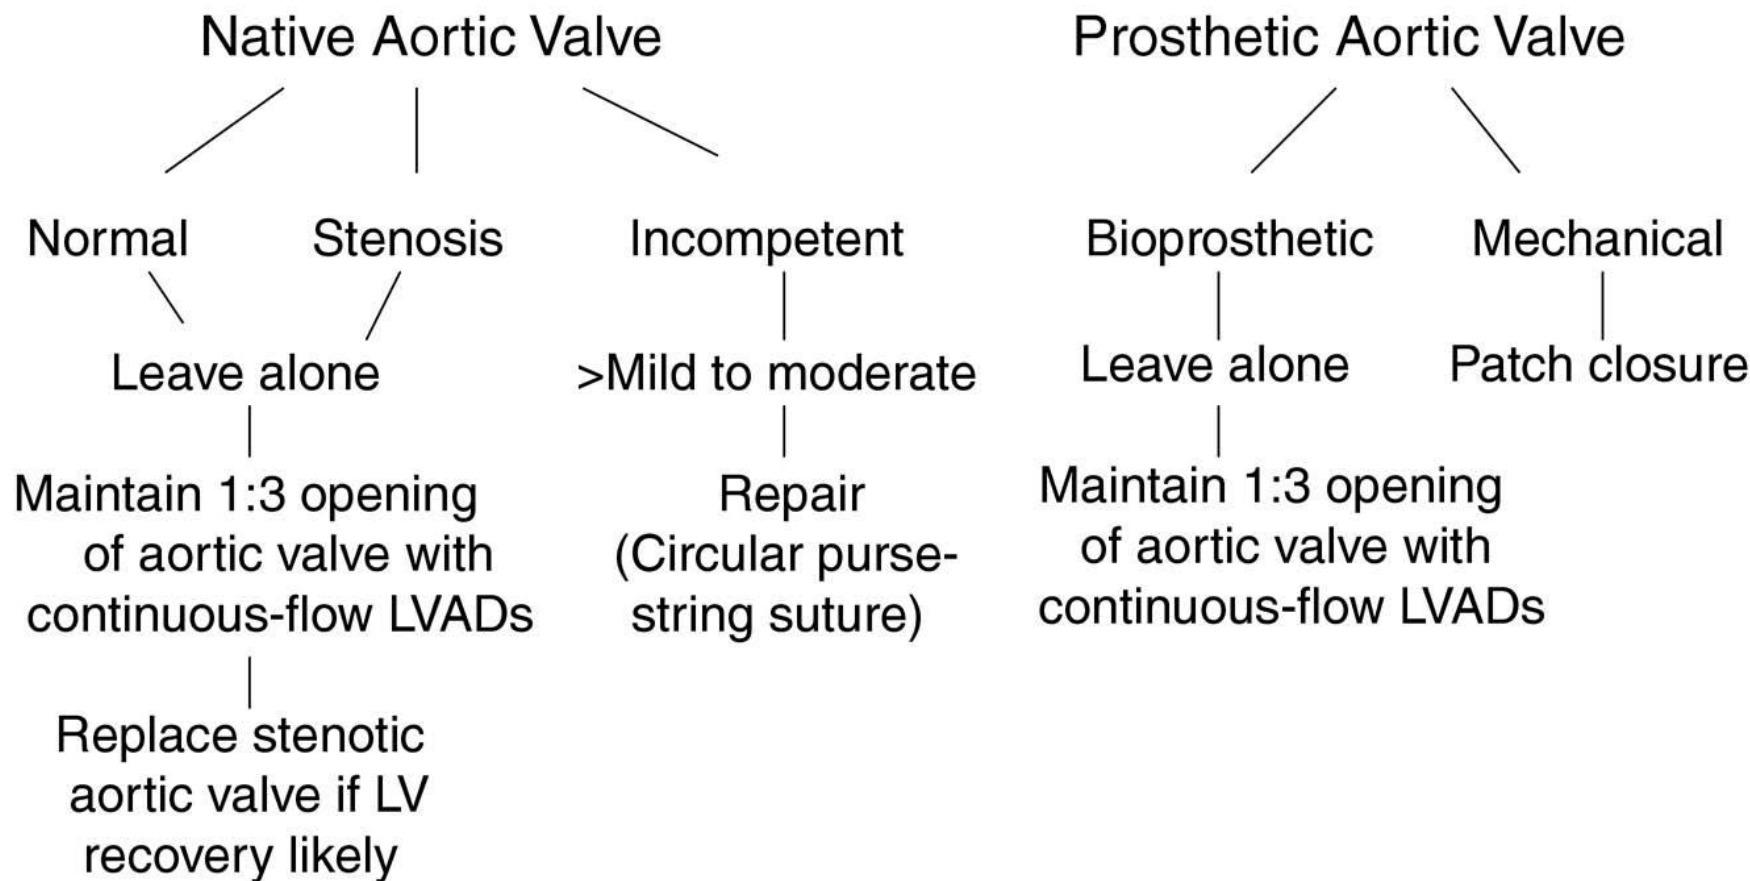 Native Aortic Valve
Normal
Stenosis
Incompetent
Leave alone
>Mild to moderate
Maintain 1:3 opening
of aortic valve with
continuous-flow LVADs
Repair
(Circular purse-
string suture)
Replace stenotic
aortic valve if LV
recovery likely
Prosthetic Aortic Valve
Bioprosthetic
Mechanical
Leave alone
Patch closure
Maintain 1:3 opening
of aortic valve with
continuous-flow LVADs